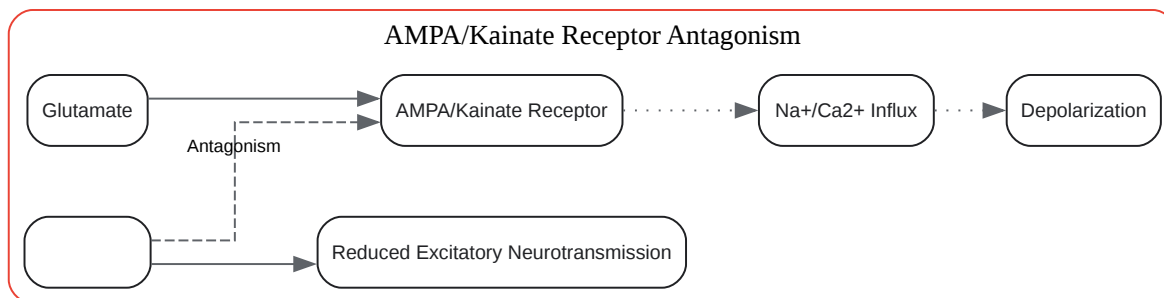 AMPA/Kainate Receptor Antagonism
Glutamate
AMPA/Kainate Receptor
Na+/Ca2+ Influx
Depolarization
Antagonism
Reduced Excitatory Neurotransmission